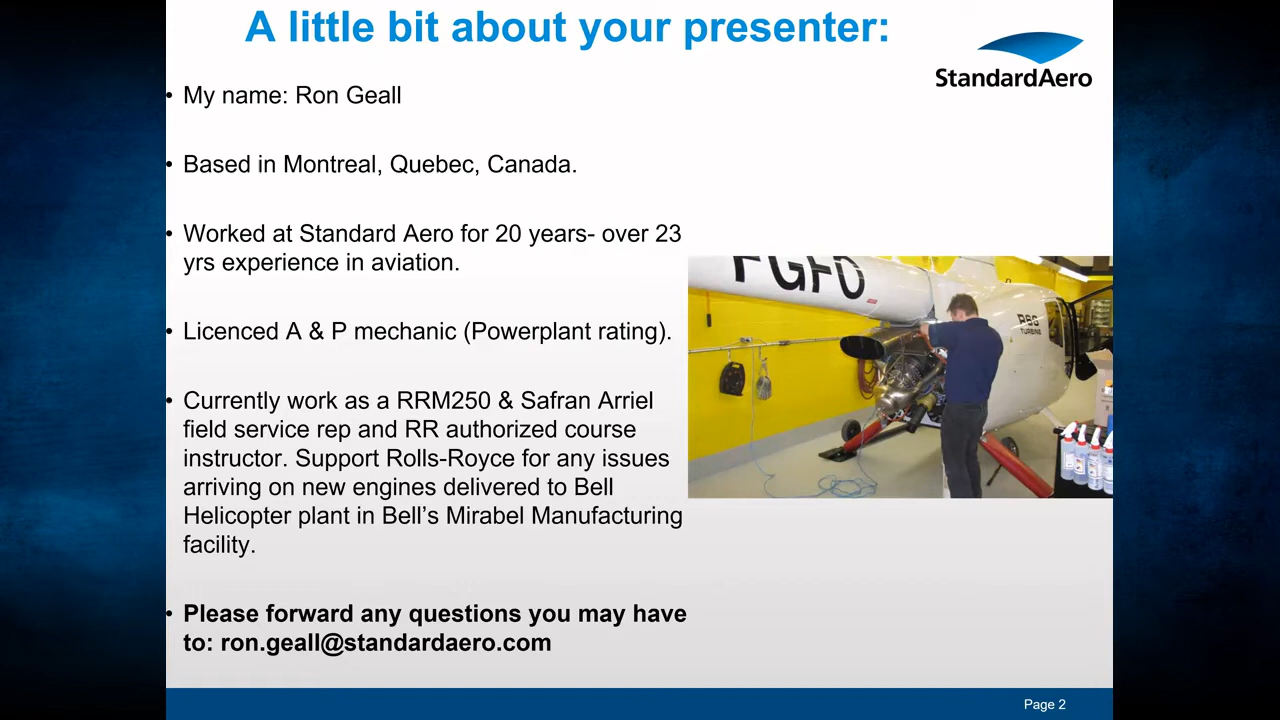 A little bit about your presenter:
StandardAero
• My name: Ron Geall
• Based in Montreal, Quebec, Canada.
• Worked at Standard Aero for 20 years- over 23
yrs experience in aviation.
• Licenced A & P mechanic (Powerplant rating).
• Currently work as a RRM250 & Safran Arriel
field service rep and RR authorized course
instructor. Support Rolls-Royce for any issues
arriving on new engines delivered to Bell
Helicopter plant in Bell’s Mirabel Manufacturing
facility.
• Please forward any questions you may have
to: ron.geall@standardaero.com
TURBINE
Page 2